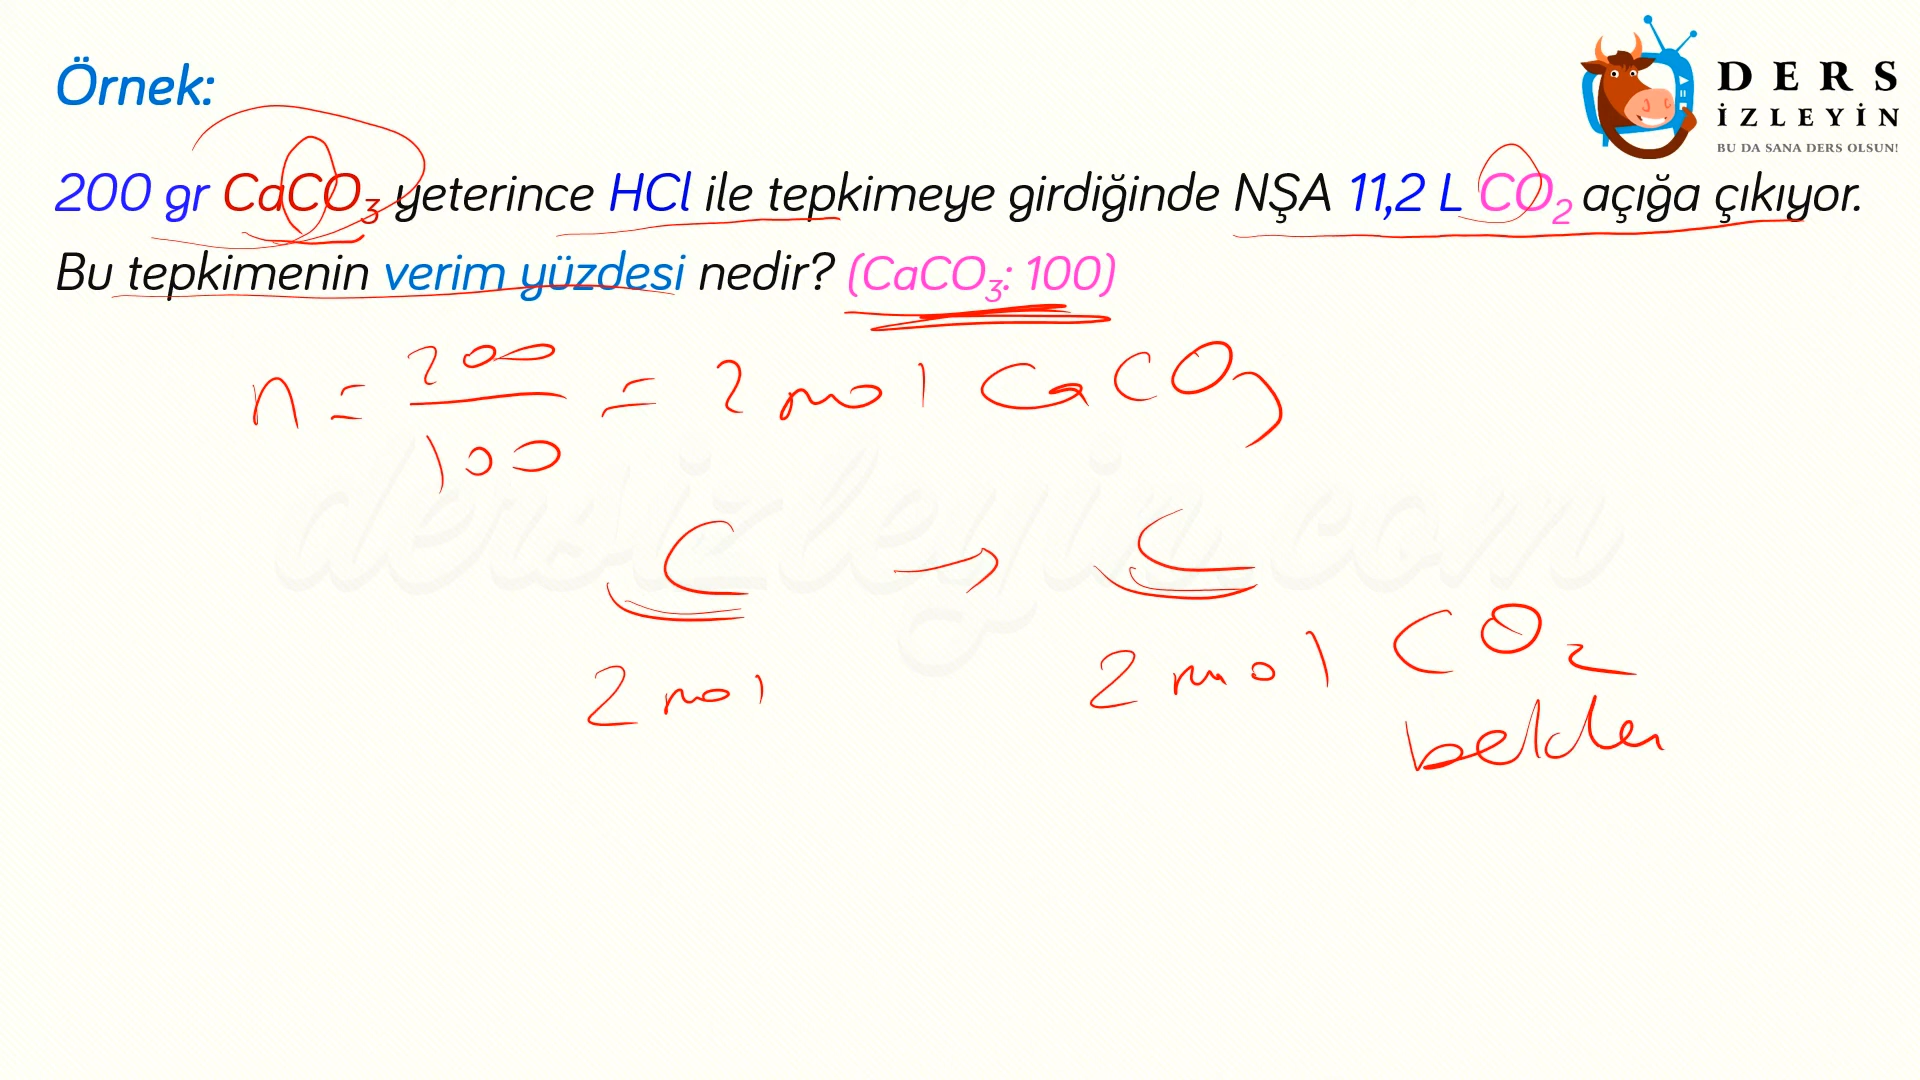 Örnek:
DERS
İZLEYİN
BU DA SANA DERS OLSUN!
200 gr CaCO₃ yeterince HCl ile tepkimeye girdiğinde NŞA 11,2 L CO₂ açığa çıkıyor.
Bu tepkimenin verim yüzdesi nedir? (CaCO₃: 100)
n = 200/100 = 2 mol CaCO₃
dersizleyin.com
C → C
2 mol 2 mol CO₂